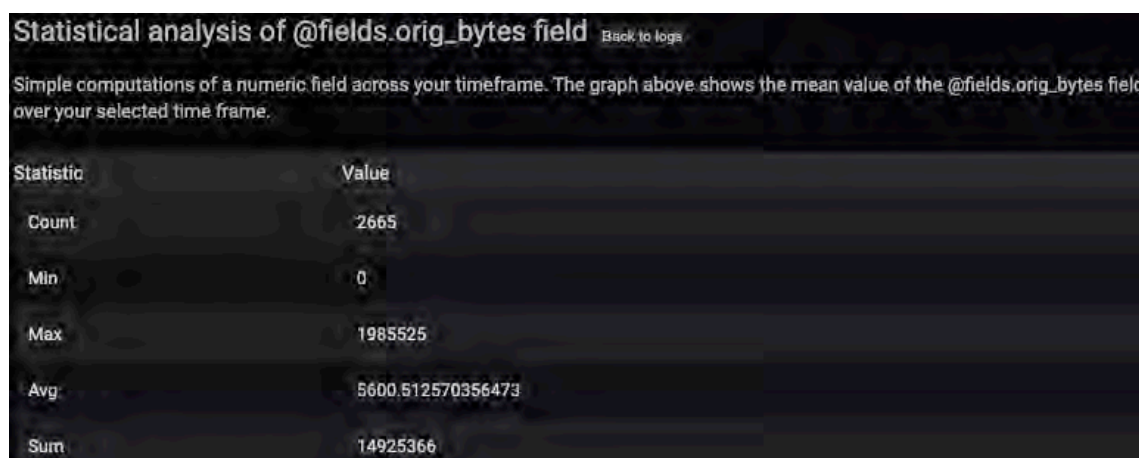 Statistical analysis of @fields.orig_bytes field Back to logs
Simple computations of a numeric field across your timeframe. The graph above shows the mean value of the @fields.orig_bytes field
over your selected time frame.
Statistic Value
Count 2665
Min 0
Max 1985525
Avg 5600.512570356473
Sum 14925366